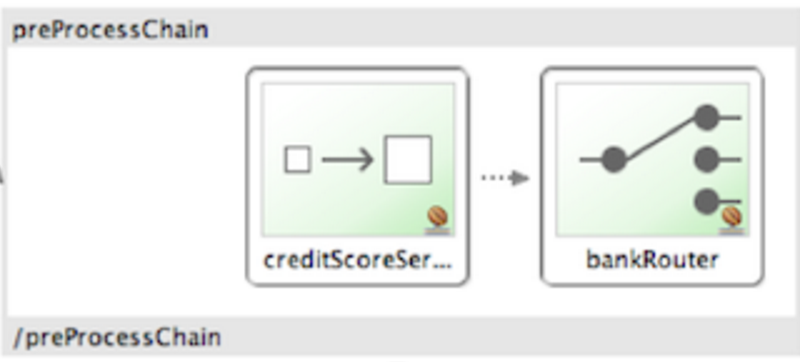 preProcessChain
creditScoreSer...
bankRouter
/preProcessChain